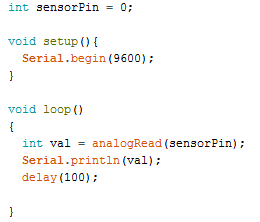 int sensorPin = 0;
void setup(){
Serial.begin(9600);
}
void loop()
{
int val = analogRead(sensorPin);
Serial.println(val);
delay(100);
}